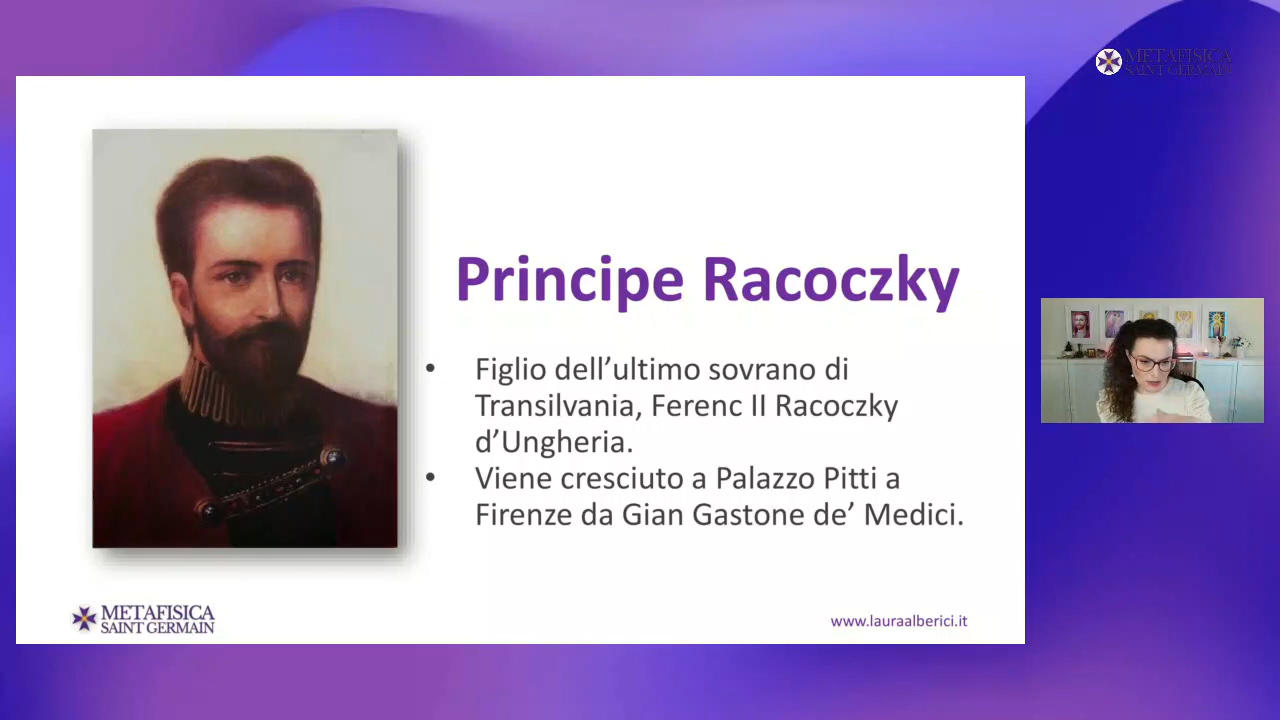 METAFISICA
SAINT GERMAIN
Principe Racoczky
• Figlio dell’ultimo sovrano di
Transilvania, Ferenc II Racoczky
d’Ungheria.
• Viene cresciuto a Palazzo Pitti a
Firenze da Gian Gastone de’ Medici.
METAFISICA
SAINT GERMAIN
www.lauraalberici.it